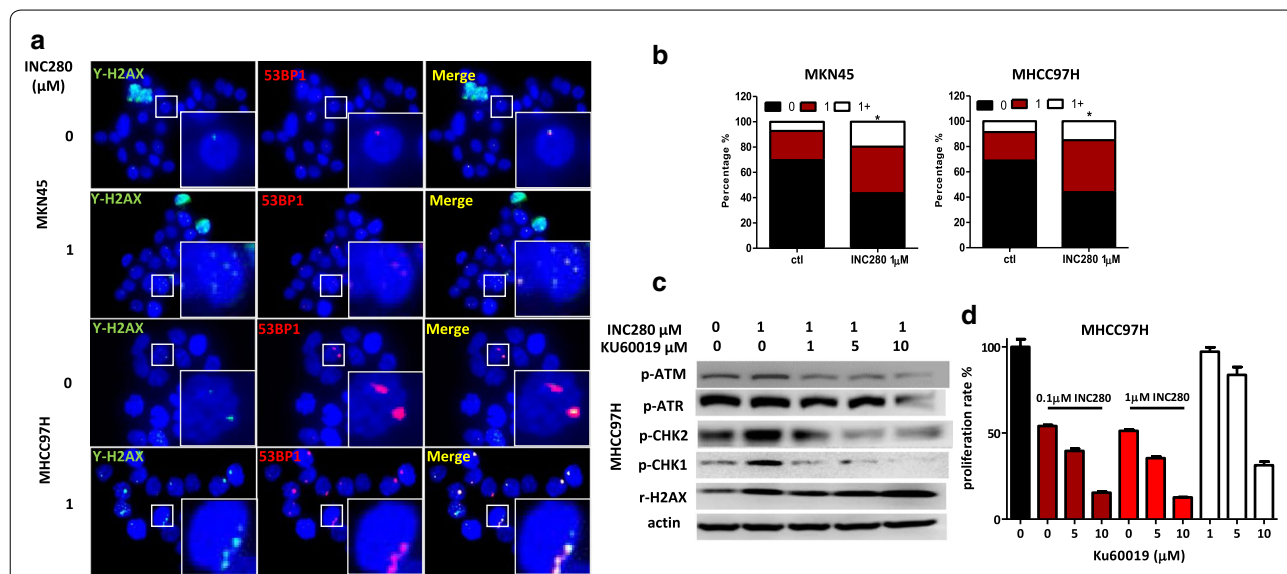 a
INC280
(μM)
Y-H2AX 53BP1 Merge
0
MKN45
Y-H2AX 53BP1 Merge
1
Y-H2AX 53BP1 Merge
0
MHCC97H
Y-H2AX 53BP1 Merge
1
b
MKN45
0 1 1+
Percentage %
120
100
80
60
40
20
0
*
ctl INC280 1μM
MHCC97H
0 1 1+
Percentage %
120
100
80
60
40
20
0
*
ctl INC280 1μM
c
INC280 μM 0 1 1 1 1
KU60019 μM 0 0 1 5 10
MHCC97H
p-ATM
p-ATR
p-CHK2
p-CHK1
r-H2AX
actin
d
MHCC97H
proliferation rate %
100
50
0
0.1μM INC280 1μM INC280
0 0 5 10 0 5 10 1 5 10
Ku60019 (μM)